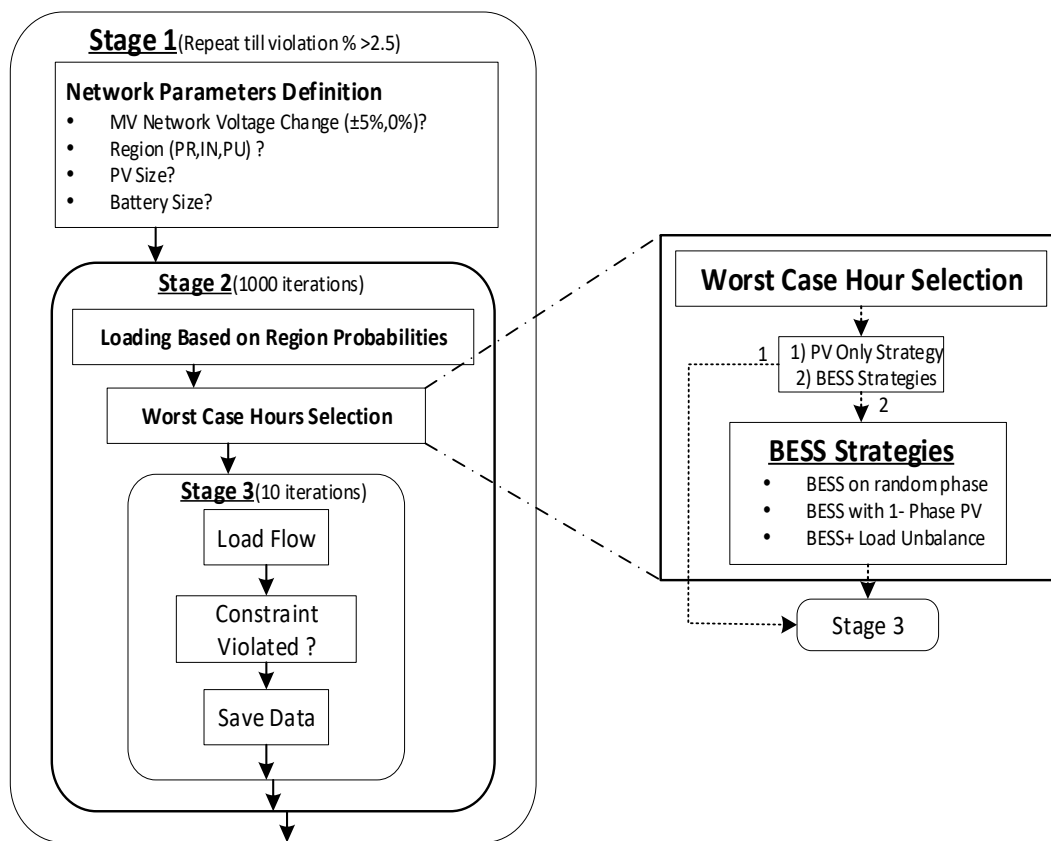 Stage 1(Repeat till violation % >2.5)
Network Parameters Definition
• MV Network Voltage Change (±5%,0%)?
• Region (PR,IN,PU) ?
• PV Size?
• Battery Size?
Stage 2(1000 iterations)
Loading Based on Region Probabilities
Worst Case Hours Selection
Stage 3(10 iterations)
Load Flow
Constraint
Violated ?
Save Data
Worst Case Hour Selection
1
1) PV Only Strategy
2) BESS Strategies
2
BESS Strategies
• BESS on random phase
• BESS with 1- Phase PV
• BESS+ Load Unbalance
Stage 3